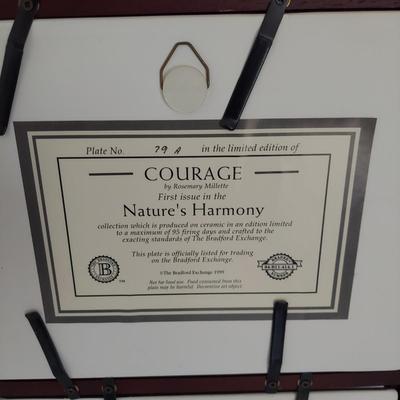 Plate No. 79 A in the limited edition of
COURAGE
by Rosemary Millette
First issue in the
Nature's Harmony
collection which is produced on ceramic in an edition limited
to a maximum of 95 firing days and crafted to the
exacting standards of The Bradford Exchange.
This plate is officially listed for trading
on the Bradford Exchange.
©The Bradford Exchange 1999
Not for food use. Food consumed from this
plate may be harmful. Decorative art object.
B
TM